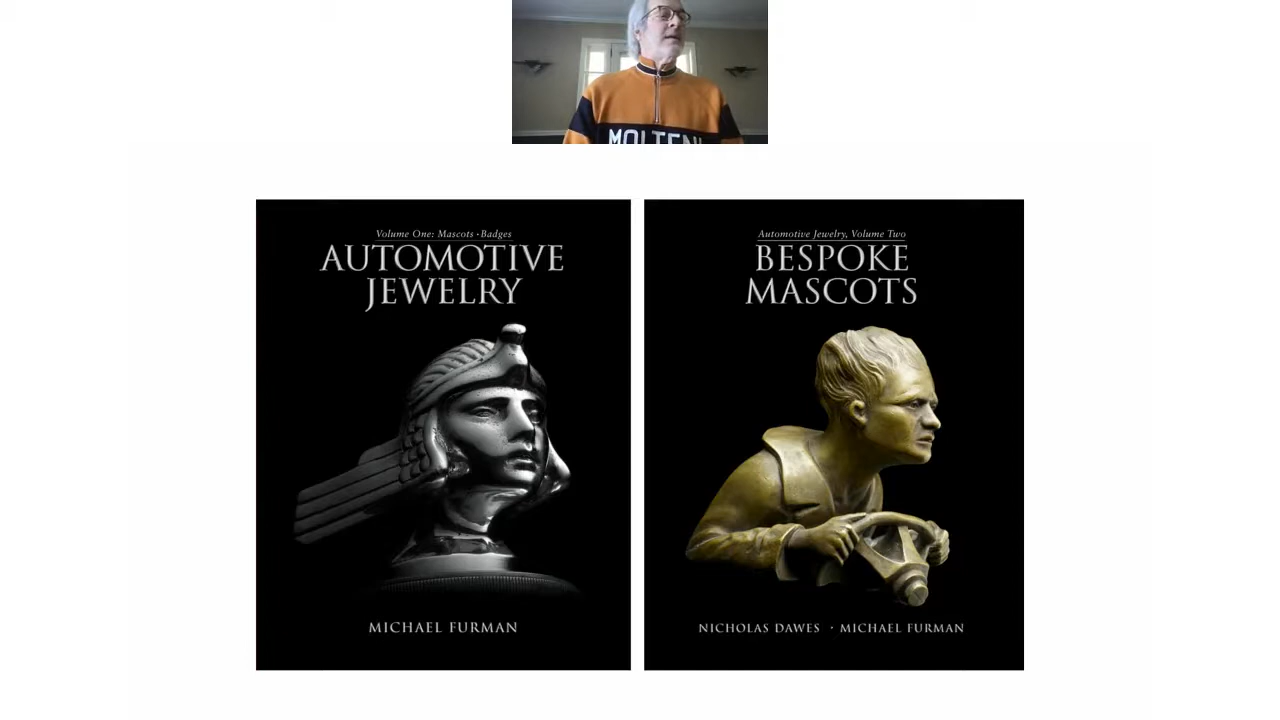 MOLTENI
Volume One: Mascots · Badges
AUTOMOTIVE
JEWELRY
MICHAEL FURMAN
Automotive Jewelry, Volume Two
BESPOKE
MASCOTS
NICHOLAS DAWES · MICHAEL FURMAN